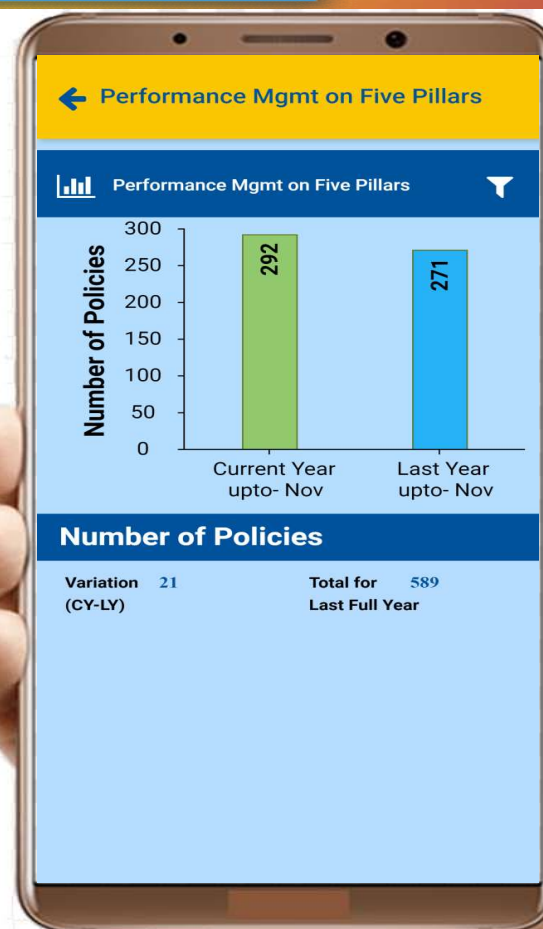 Performance Mgmt on Five Pillars
Performance Mgmt on Five Pillars
Number of Policies
300
250
200
150
100
50
0
292
271
Current Year
upto- Nov
Last Year
upto- Nov
Number of Policies
Variation 21
(CY-LY)
Total for 589
Last Full Year